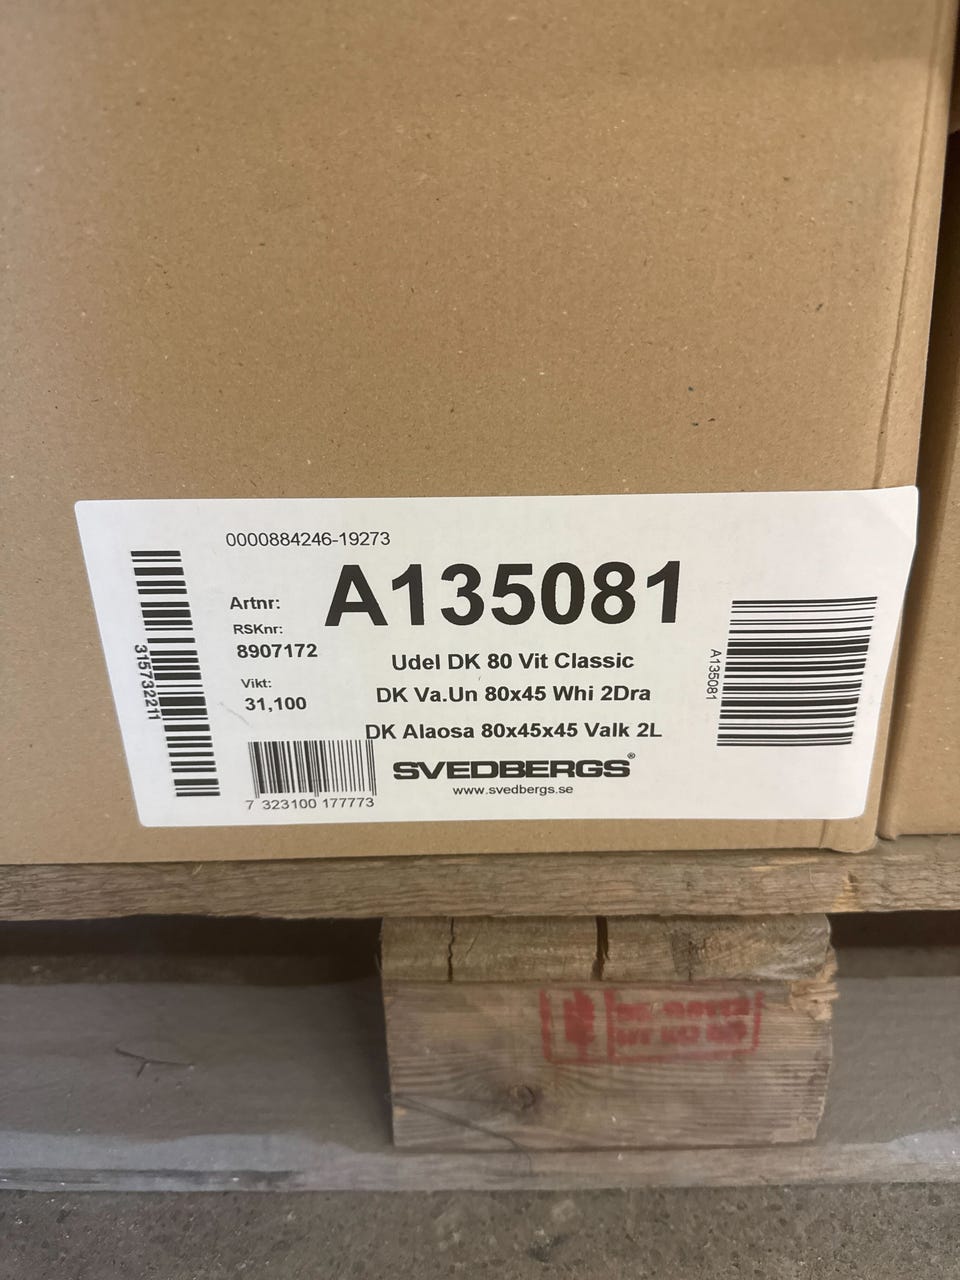 0000884246-19273
Artnr: A135081
RSKnr:
8907172
Udel DK 80 Vit Classic
Vikt:
31,100
DK Va.Un 80x45 Whi 2Dra
DK Alaosa 80x45x45 Valk 2L
SVEDBERGS®
www.svedbergs.se
7 323100 177773
315732211
A135081